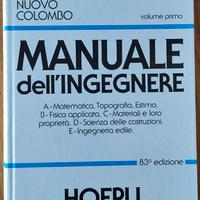 NUOVO
COLOMBO
volume primo
MANUALE
dell'INGEGNERE
A-Matematica, Topografia, Estimo.
B-Fisica applicata. C-Materiali e loro
proprietà. D-Scienza delle costruzioni.
E-Ingegneria edile.
83a edizione
HOEPLI